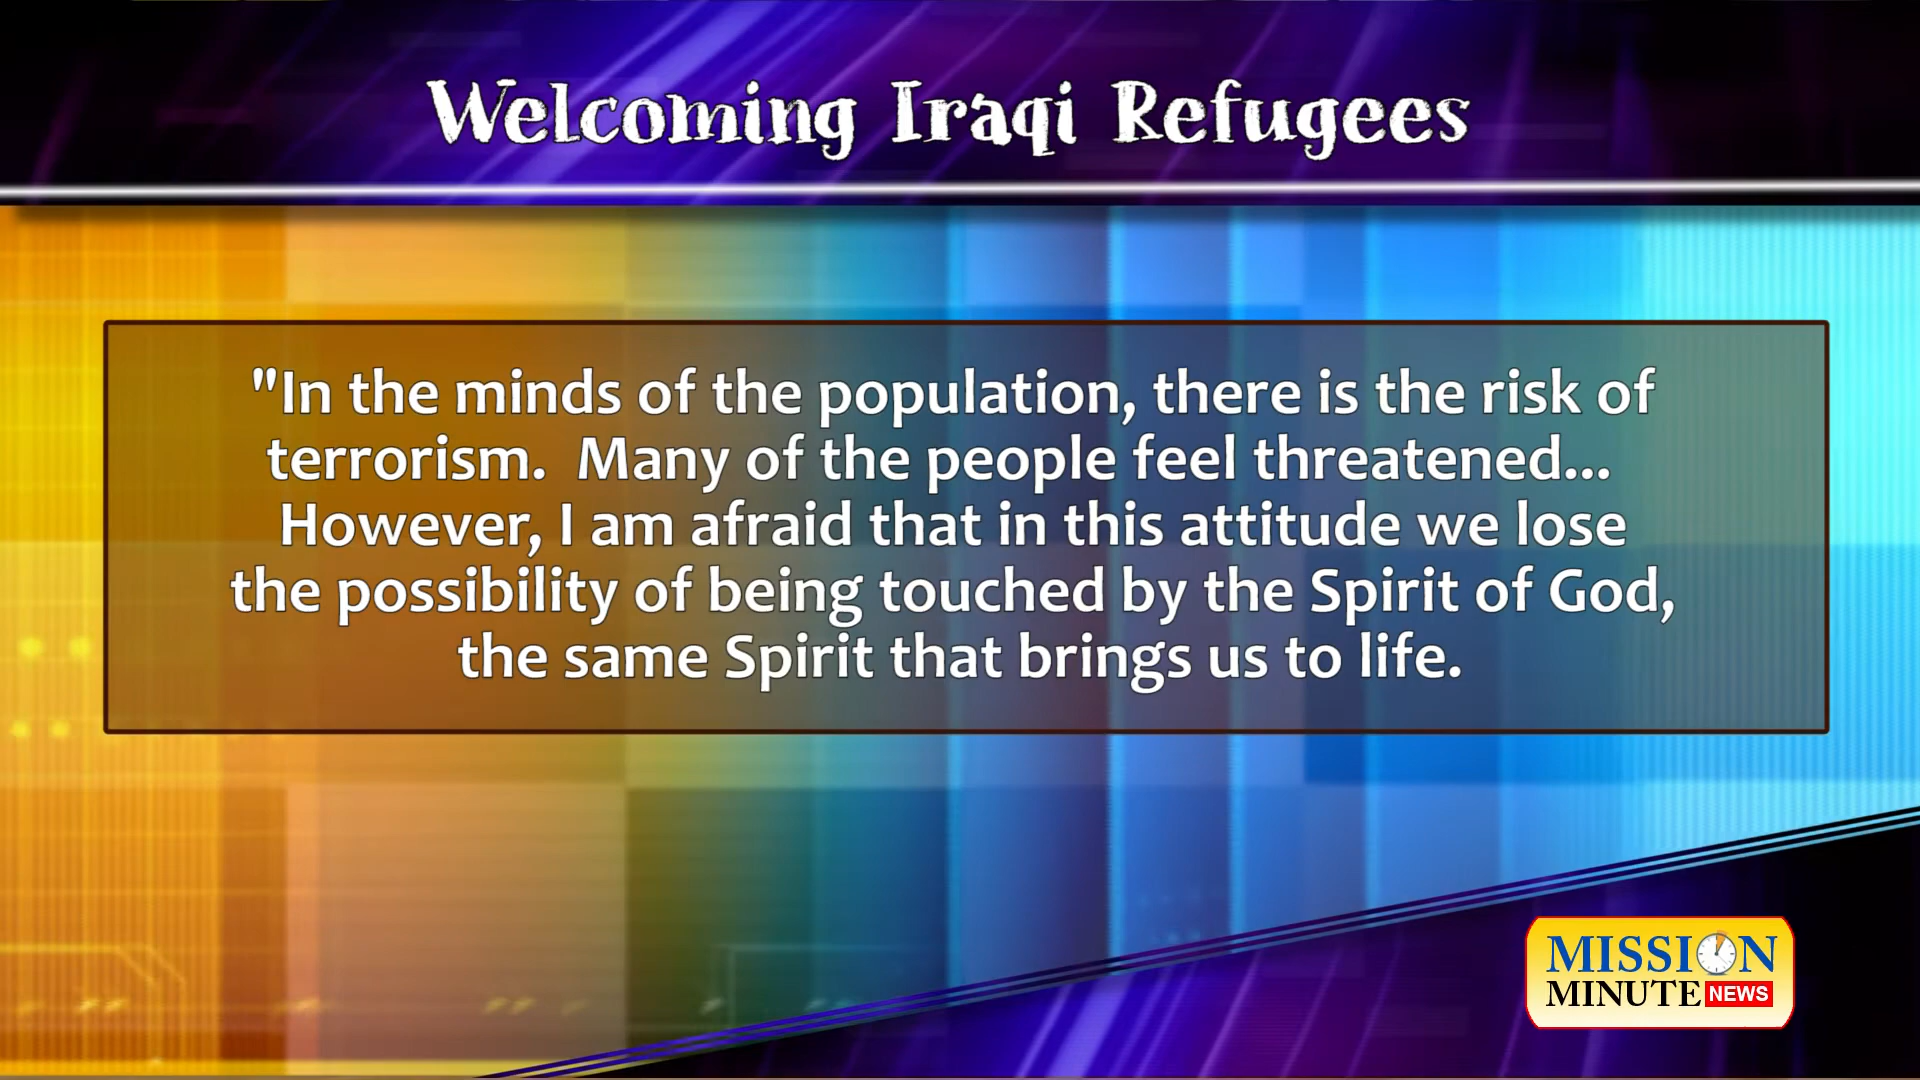 Welcoming Iraqi Refugees
"In the minds of the population, there is the risk of
terrorism.  Many of the people feel threatened...
However, I am afraid that in this attitude we lose
the possibility of being touched by the Spirit of God,
the same Spirit that brings us to life.
MISSION
MINUTE NEWS